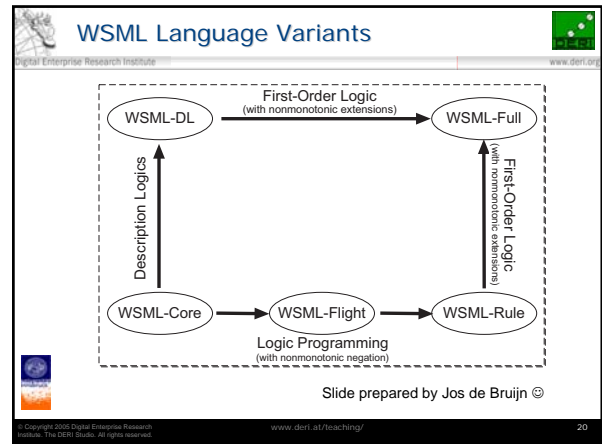 WSML Language Variants
DERI
Digital Enterprise Research Institute
www.deri.org
First-Order Logic
(with nonmonotonic extensions)
WSML-DL
WSML-Full
Description Logics
First-Order Logic
(with nonmonotonic extensions)
WSML-Core
WSML-Flight
WSML-Rule
Logic Programming
(with nonmonotonic negation)
Slide prepared by Jos de Bruijn ☺
© Copyright 2005 Digital Enterprise Research
Institute, The DERI Studio. All rights reserved.
www.deri.at/teaching/
20